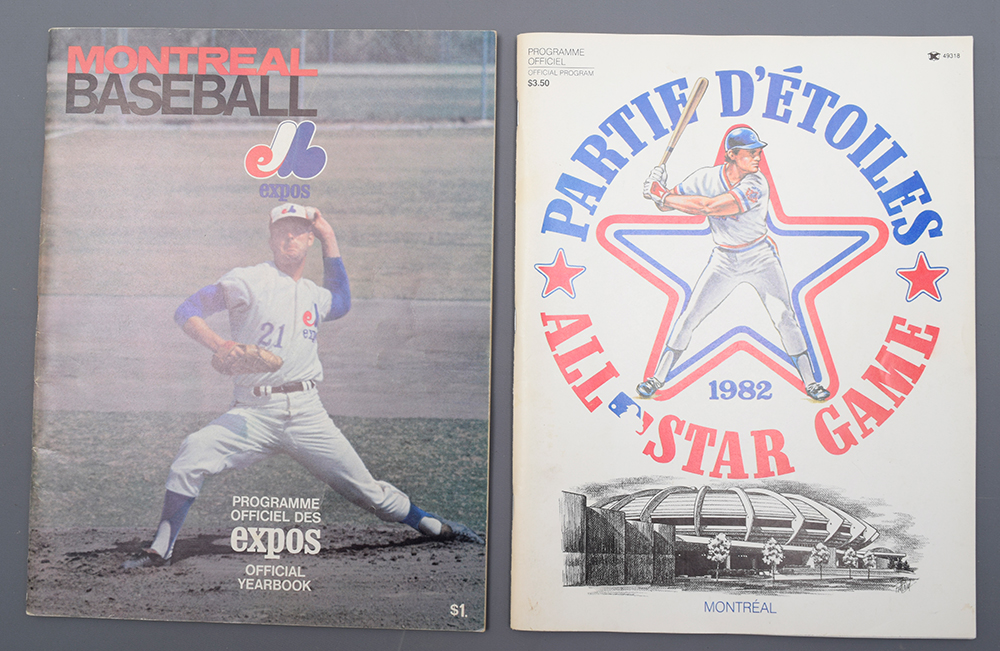 MONTREAL
BASEBALL
expos
21
expos
PROGRAMME
OFFICIEL DES
expos
OFFICIAL
YEARBOOK
$1.
PROGRAMME
OFFICIEL
OFFICIAL PROGRAM
$3.50
49318
PARTIE D'ÉTOILES
ALL STAR GAME
1982
MONTRÉAL